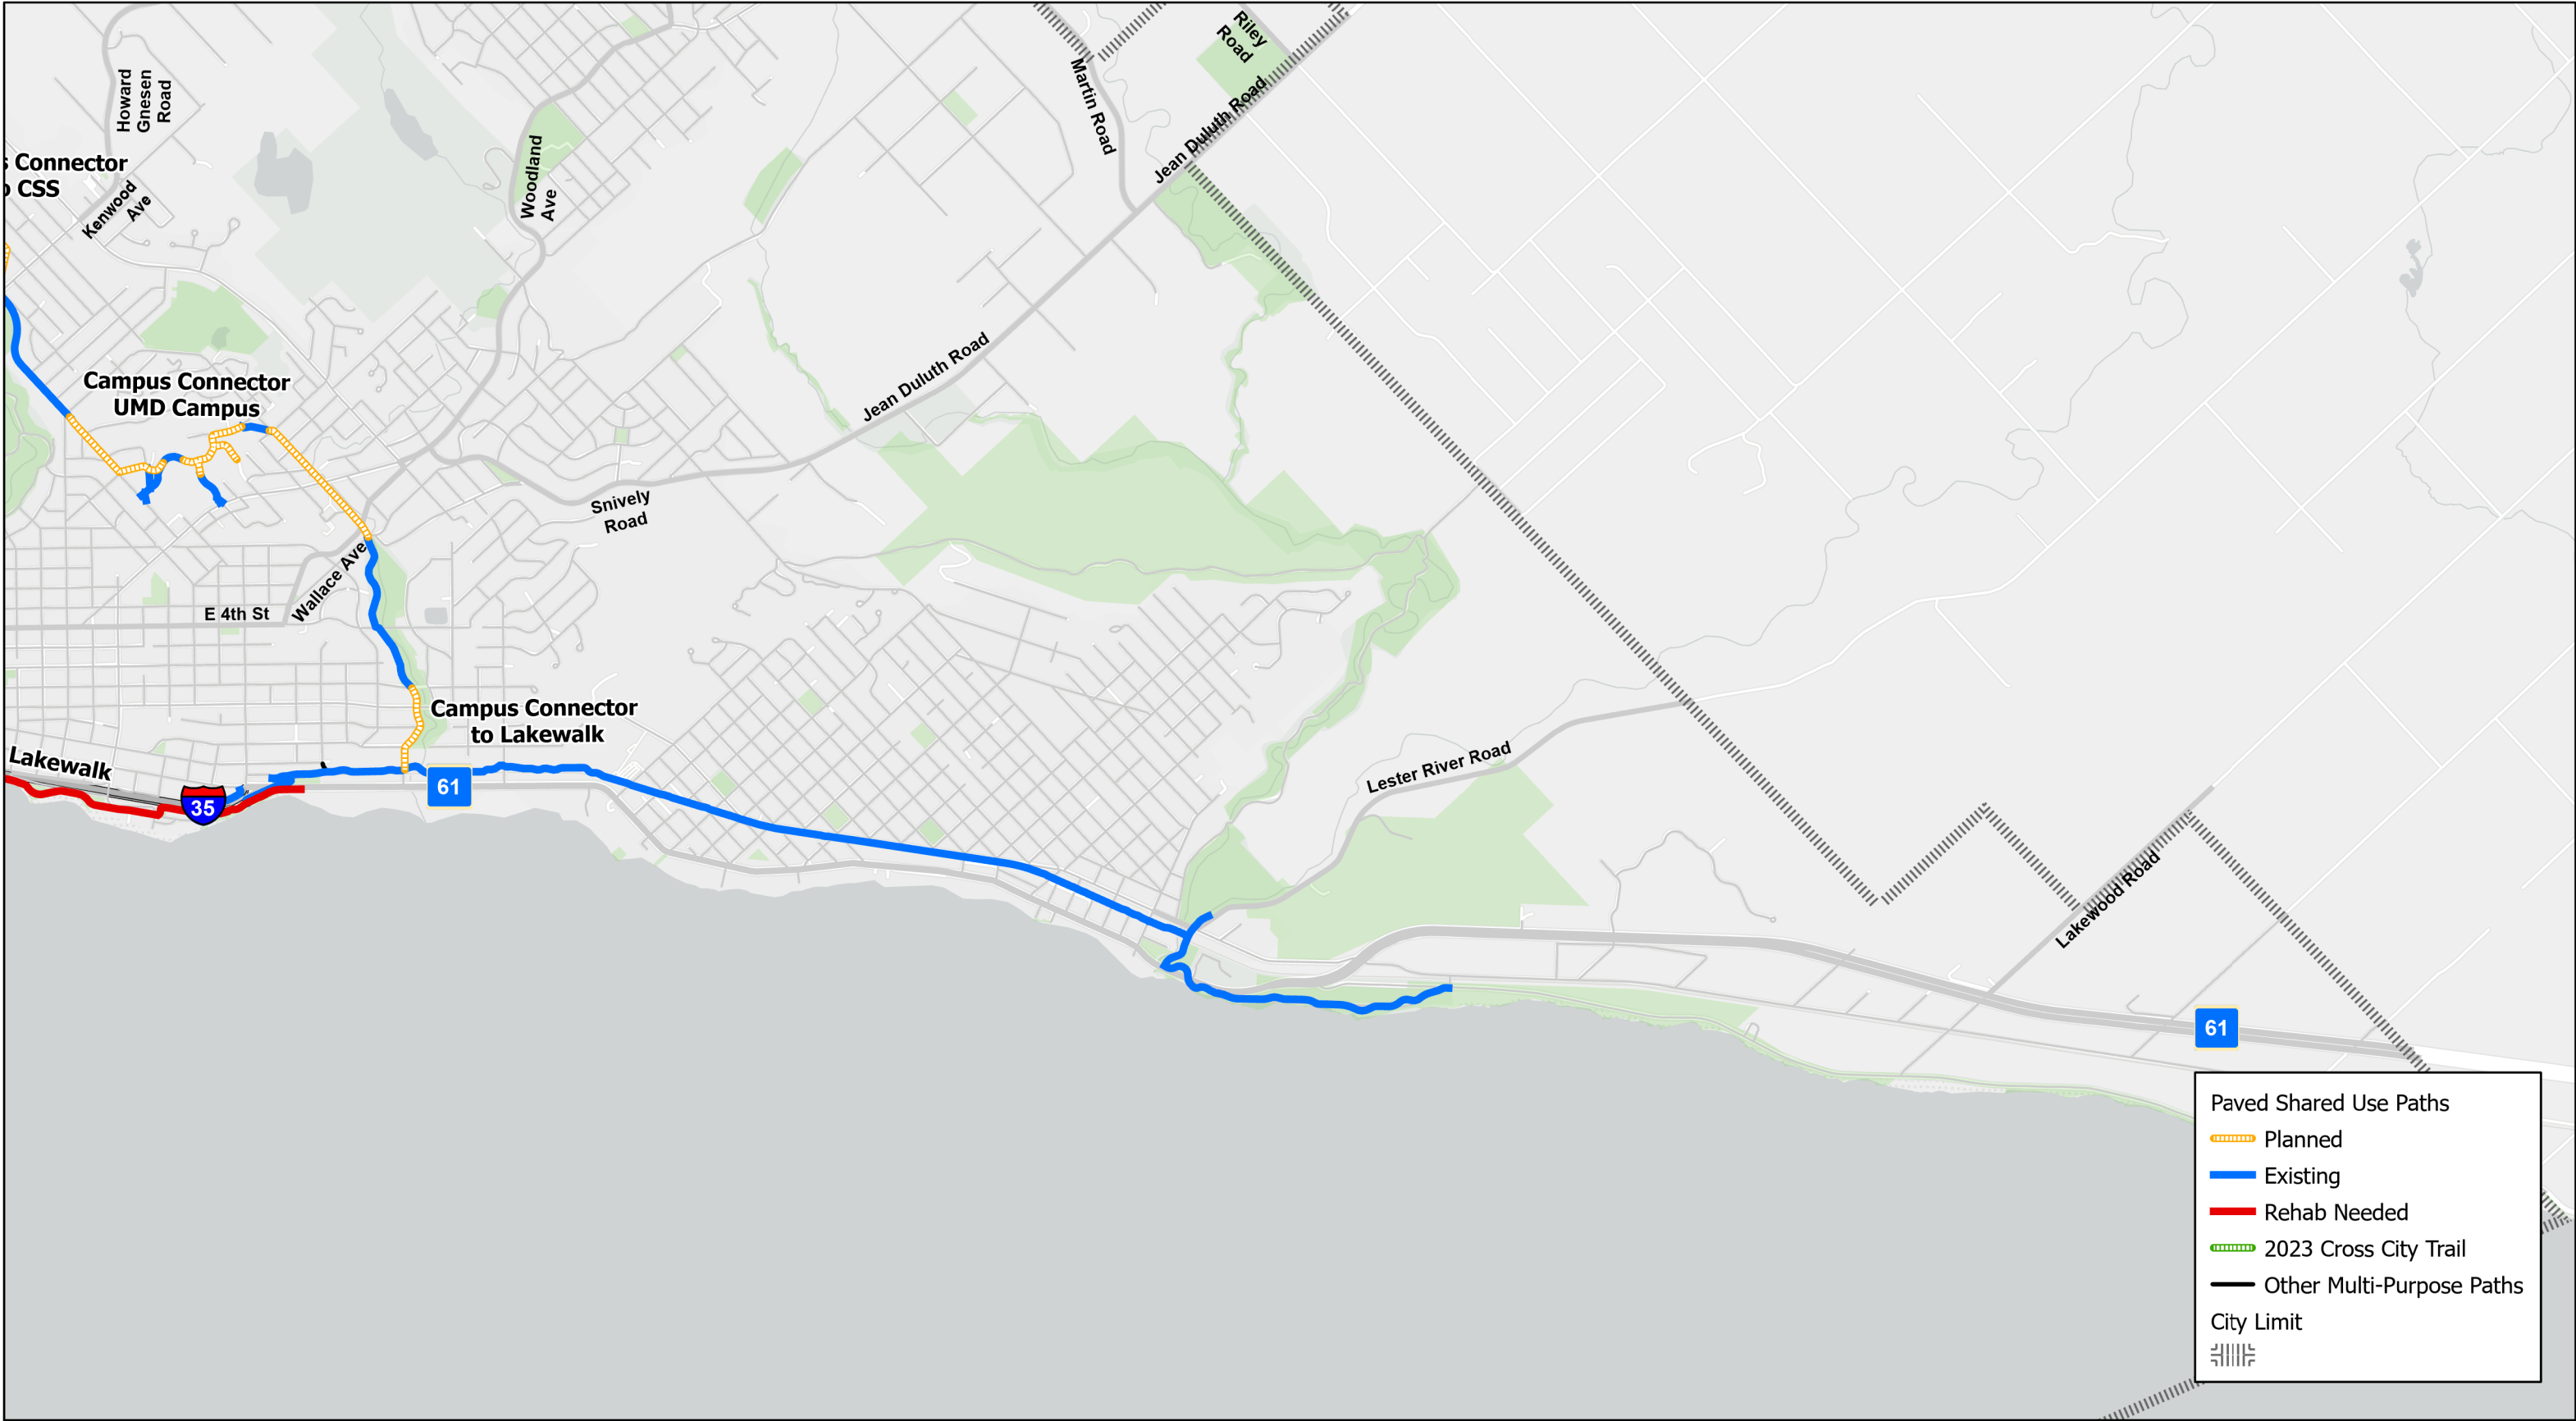 Riley
Road
Martin Road
Jean Duluth Road
Howard
Gnesen
Road
Woodland
Ave
s Connector
o CSS
Kenwood
Ave
Jean Duluth Road
Campus Connector
UMD Campus
Snively
Road
Wallace Ave
E 4th St
Campus Connector
to Lakewalk
Lakewalk
35
61
Lester River Road
Lakewood Road
61
Paved Shared Use Paths
Planned
Existing
Rehab Needed
2023 Cross City Trail
Other Multi-Purpose Paths
City Limit